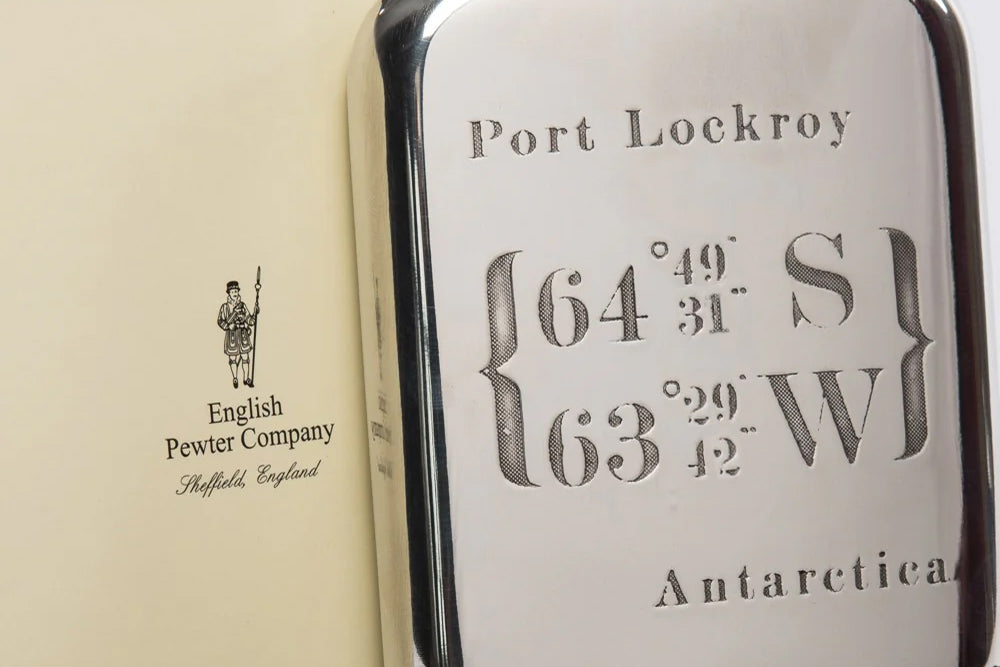 English
Pewter Company
Sheffield, England
Port Lockroy
64°49'31" S
63°29'42" W
Antarctica